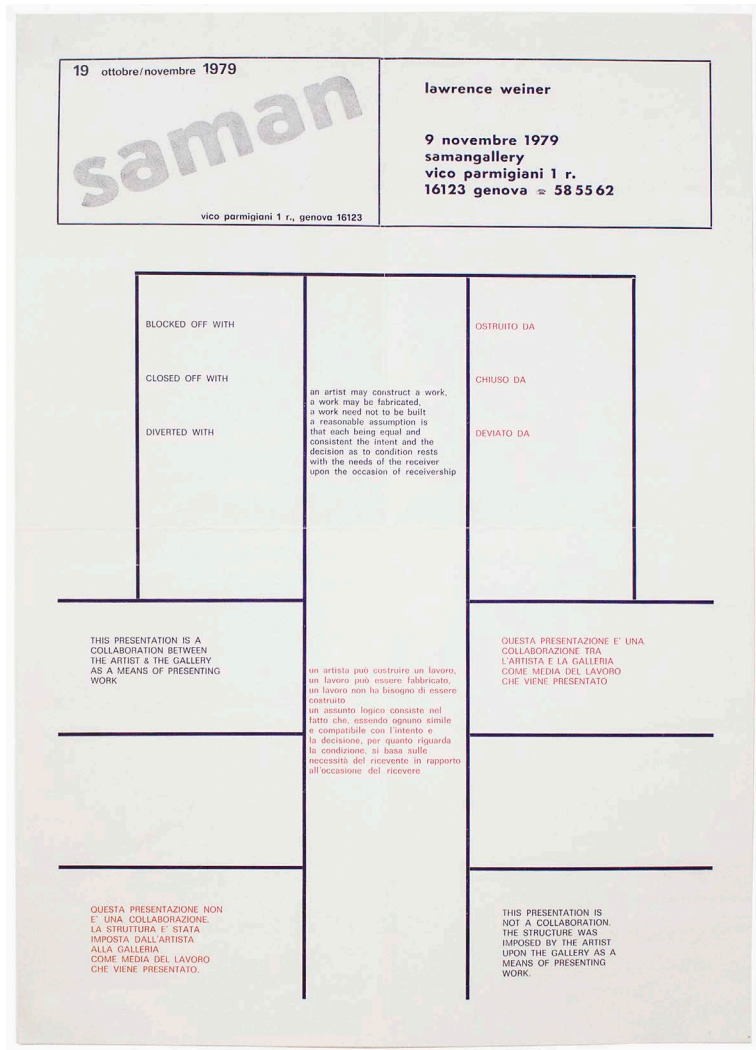 19 ottobre/novembre 1979
saman
vico parmigiani 1 r., genova 16123
lawrence weiner
9 novembre 1979
samangallery
vico parmigiani 1 r.
16123 genova ☏ 58 55 62
BLOCKED OFF WITH
CLOSED OFF WITH
DIVERTED WITH
an artist may construct a work,
a work may be fabricated,
a work need not to be built
a reasonable assumption is
that each being equal and
consistent the intent and the
decision as to condition rests
with the needs of the receiver
upon the occasion of receivership
OSTRUITO DA
CHIUSO DA
DEVIATO DA
THIS PRESENTATION IS A
COLLABORATION BETWEEN
THE ARTIST & THE GALLERY
AS A MEANS OF PRESENTING
WORK
un artista può costruire un lavoro,
un lavoro può essere fabbricato,
un lavoro non ha bisogno di essere
costruito
un assunto logico consiste nel
fatto che, essendo ognuno simile
e compatibile con l'intento e
la decisione, per quanto riguarda
la condizione, si basa sulle
necessità del ricevente in rapporto
all'occasione del ricevere
QUESTA PRESENTAZIONE E' UNA
COLLABORAZIONE TRA
L'ARTISTA E LA GALLERIA
COME MEDIA DEL LAVORO
CHE VIENE PRESENTATO
QUESTA PRESENTAZIONE NON
E' UNA COLLABORAZIONE.
LA STRUTTURA E' STATA
IMPOSTA DALL'ARTISTA
ALLA GALLERIA
COME MEDIA DEL LAVORO
CHE VIENE PRESENTATO.
THIS PRESENTATION IS
NOT A COLLABORATION.
THE STRUCTURE WAS
IMPOSED BY THE ARTIST
UPON THE GALLERY AS A
MEANS OF PRESENTING
WORK.